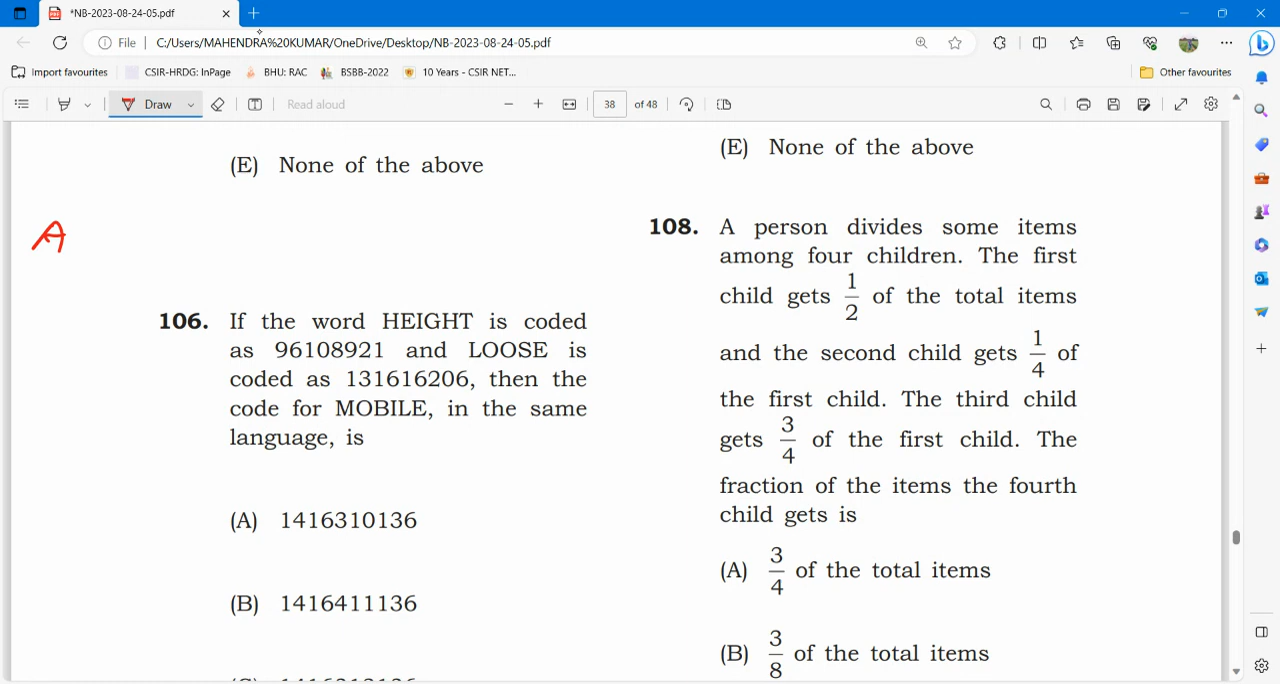 *NB-2023-08-24-05.pdf
File C:/Users/MAHENDRA%20KUMAR/OneDrive/Desktop/NB-2023-08-24-05.pdf
Import favourites CSIR-HRDG: InPage BHU: RAC BSBB-2022 10 Years - CSIR NET... Other favourites
Draw Read aloud 38 of 48
(E) None of the above
A
106. If the word HEIGHT is coded
as 96108921 and LOOSE is
coded as 131616206, then the
code for MOBILE, in the same
language, is
(A) 1416310136
(B) 1416411136
(E) None of the above
108. A person divides some items
among four children. The first
child gets 1/2 of the total items
and the second child gets 1/4 of
the first child. The third child
gets 3/4 of the first child. The
fraction of the items the fourth
child gets is
(A) 3/4 of the total items
(B) 3/8 of the total items